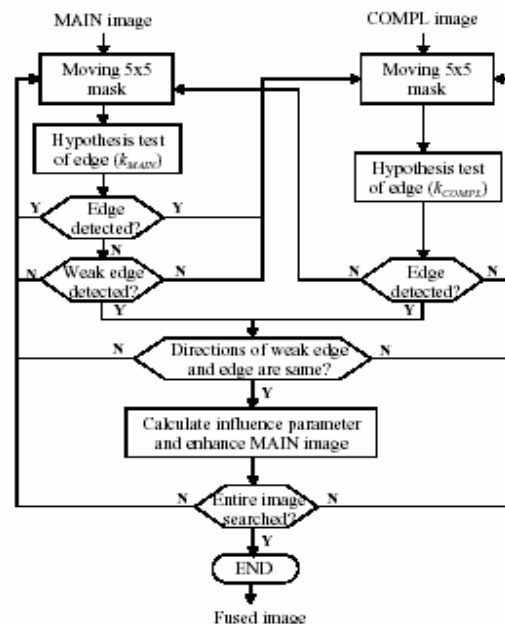 MAIN image
COMPL image
Moving 5x5
mask
Moving 5x5
mask
Hypothesis test
of edge (kMAIN)
Hypothesis test
of edge (kCOMPL)
Y
Edge
detected?
Y
N
N
Weak edge
detected?
N
Y
N
Edge
detected?
N
Y
N
Directions of weak edge
and edge are same?
N
Y
Calculate influence parameter
and enhance MAIN image
N
Entire image
searched?
N
Y
END
Fused image